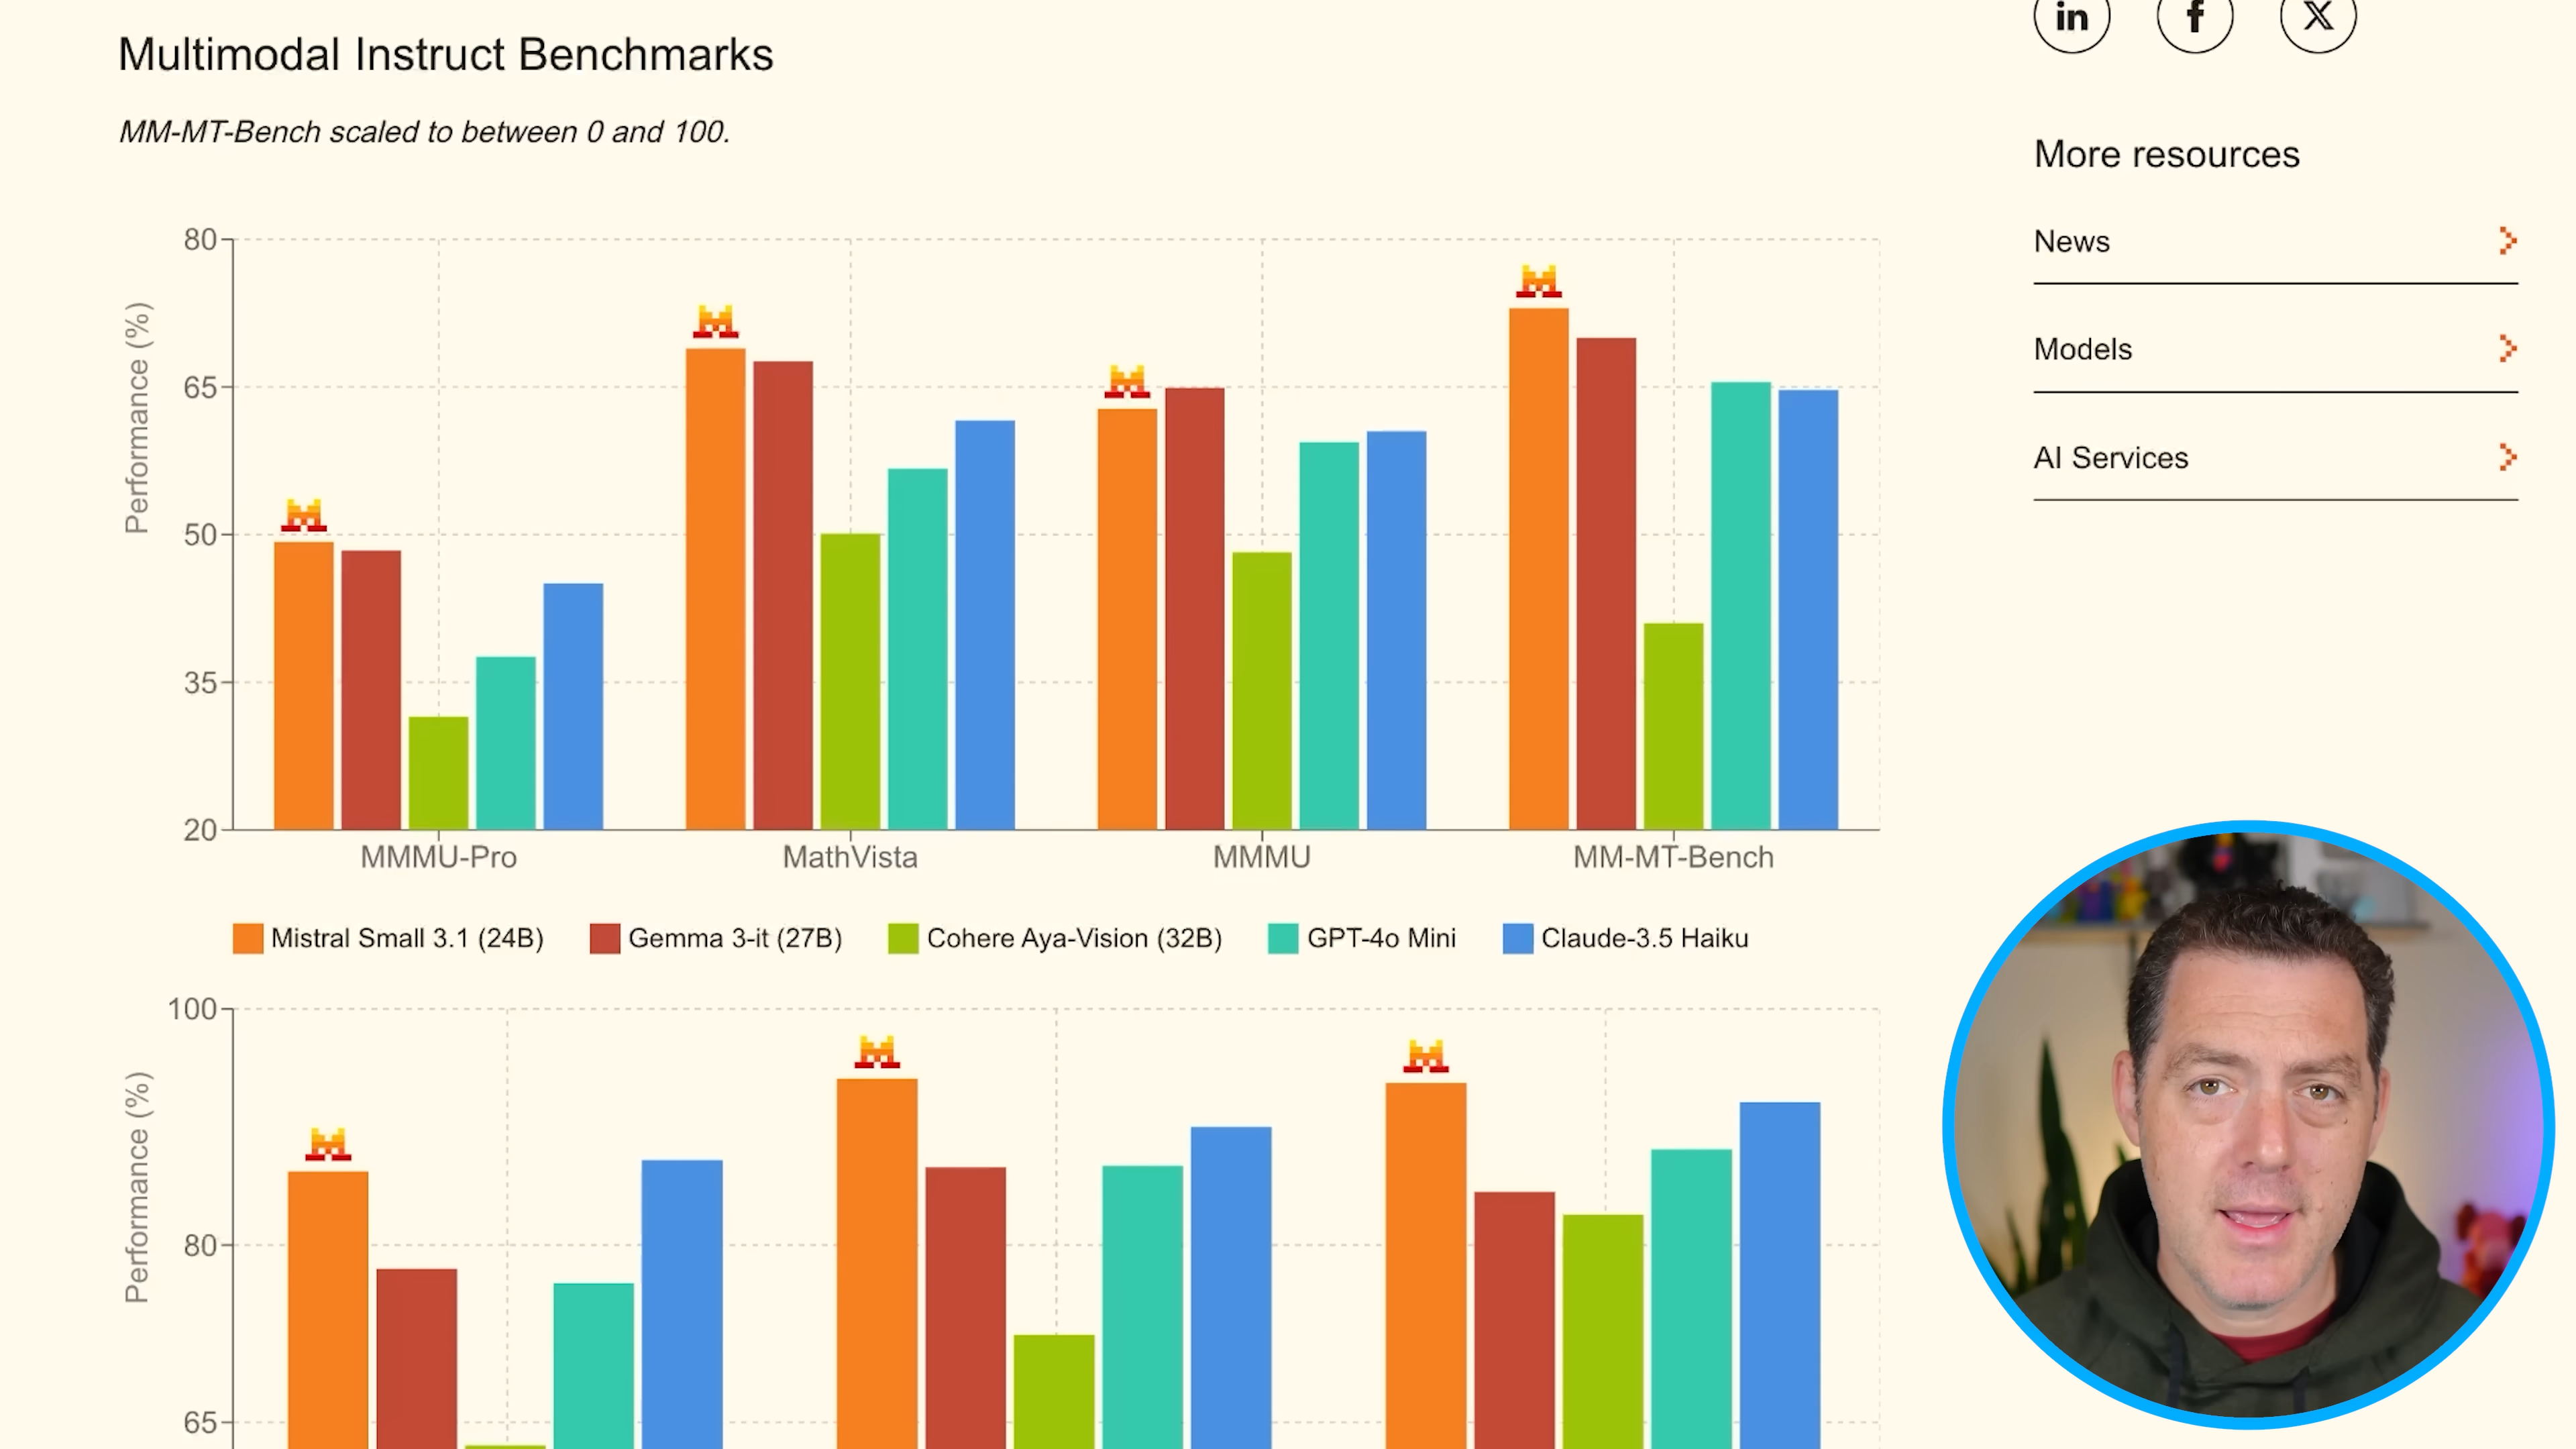 Multimodal Instruct Benchmarks
MM-MT-Bench scaled to between 0 and 100.
80
65
50
35
20
Performance (%)
MMMU-Pro
MathVista
MMMU
MM-MT-Bench
Mistral Small 3.1 (24B)
Gemma 3-it (27B)
Cohere Aya-Vision (32B)
GPT-4o Mini
Claude-3.5 Haiku
100
80
65
Performance (%)
in
f
X
More resources
News
Models
AI Services